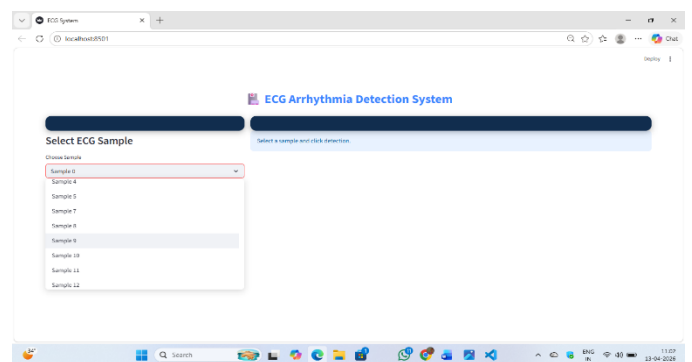 ECG System
localhost:8501
Chat
Deploy
ECG Arrhythmia Detection System
Select ECG Sample
Select a sample and click detection.
Choose Sample
Sample 0
Sample 4
Sample 5
Sample 7
Sample 8
Sample 9
Sample 10
Sample 11
Sample 12
34°
Search
ENG
IN
11:07
13-04-2026